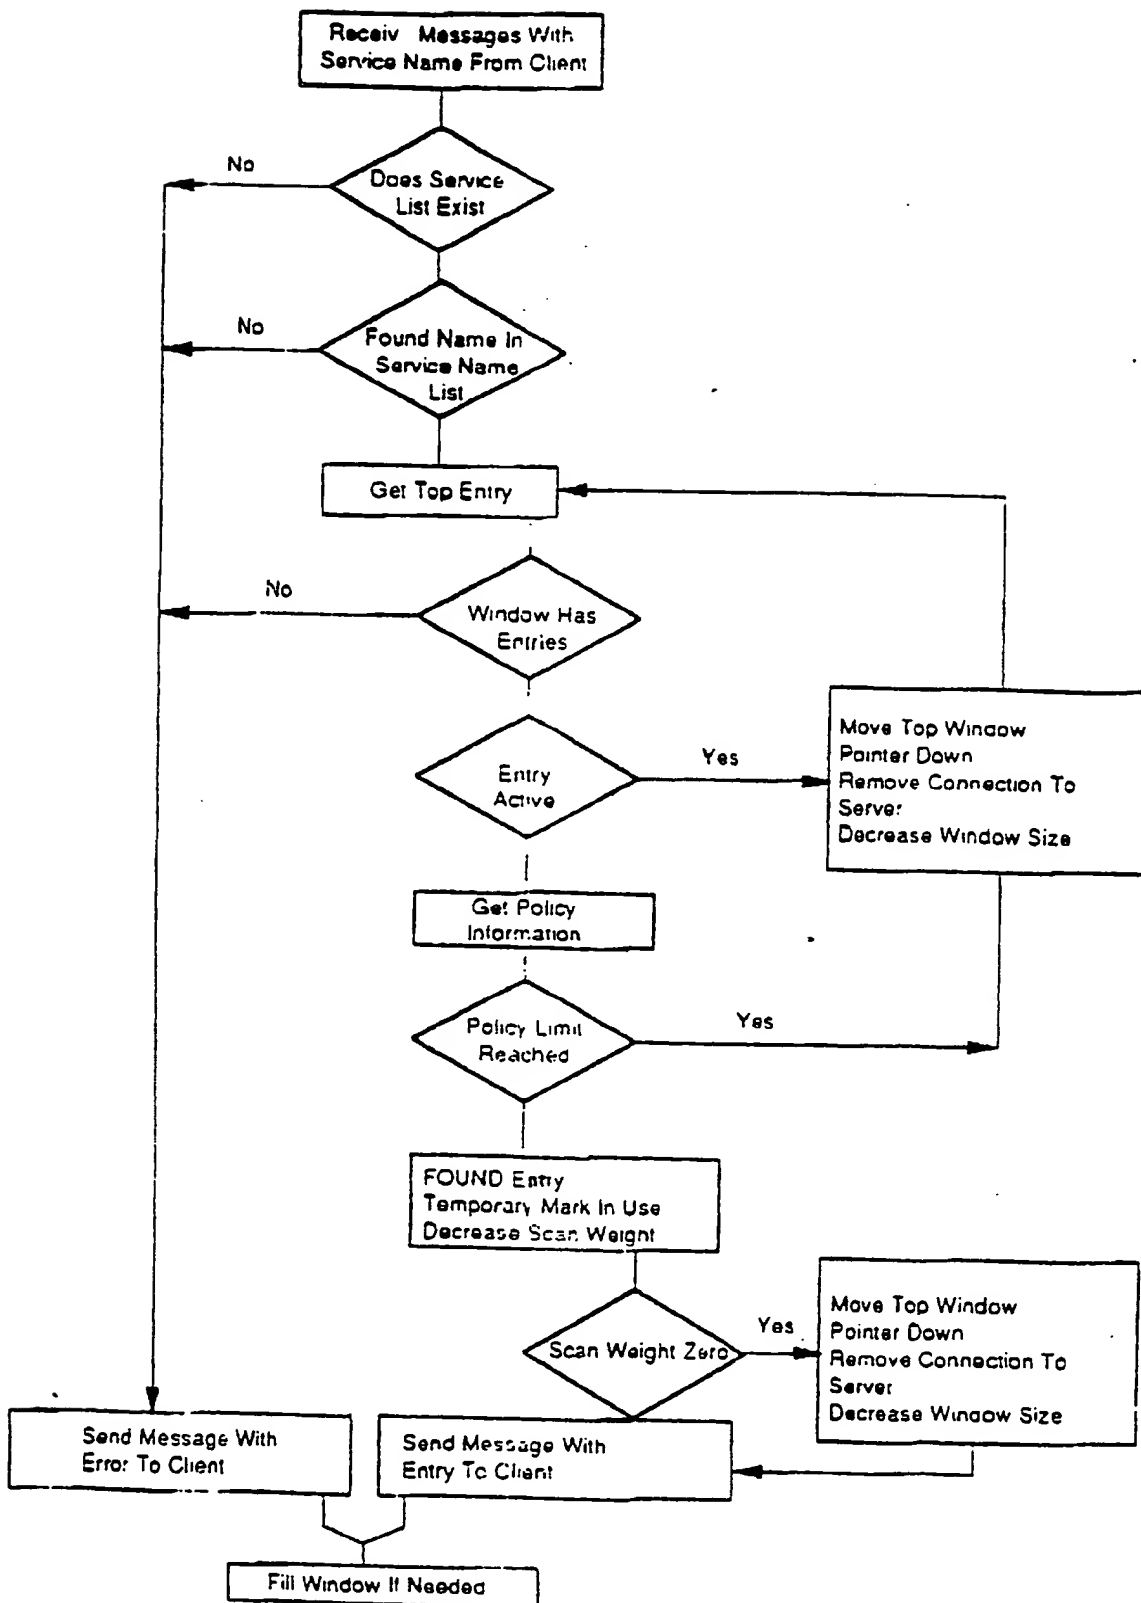 Receiv Messages With
Service Name From Client
No
Does Service
List Exist
No
Found Name In
Service Name
List
Get Top Entry
No
Window Has
Entries
Move Top Window
Pointer Down
Remove Connection To
Server
Decrease Window Size
Yes
Entry
Active
Get Policy
Information
Policy Limit
Reached
Yes
FOUND Entry
Temporary Mark In Use
Decrease Scan Weight
Scan Weight Zero
Yes
Move Top Window
Pointer Down
Remove Connection To
Server
Decrease Window Size
Send Message With
Error To Client
Send Message With
Entry To Client
Fill Window If Needed